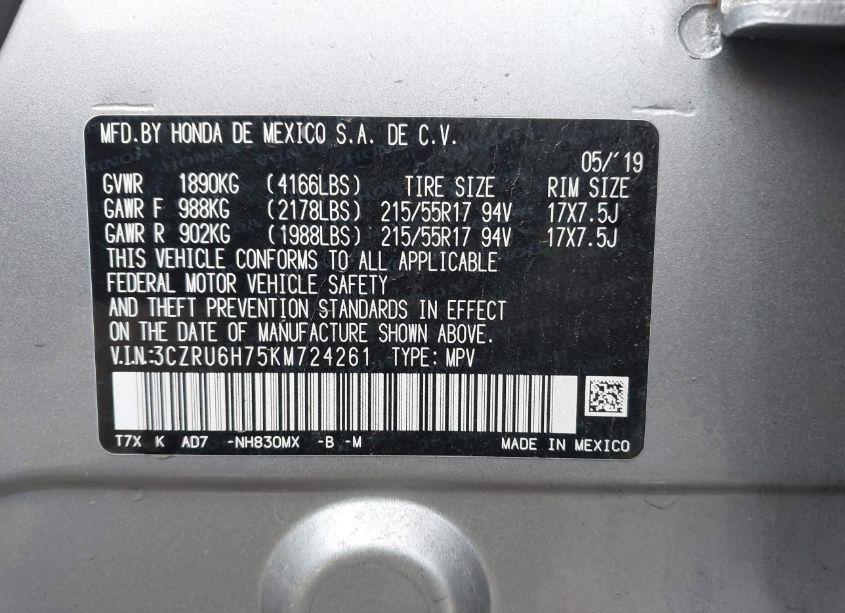 MFD.BY HONDA DE MEXICO S.A. DE C.V.
05/'19
GVWR 1890KG (4166LBS) TIRE SIZE RIM SIZE
GAWR F 988KG (2178LBS) 215/55R17 94V 17X7.5J
GAWR R 902KG (1988LBS) 215/55R17 94V 17X7.5J
THIS VEHICLE CONFORMS TO ALL APPLICABLE
FEDERAL MOTOR VEHICLE SAFETY
AND THEFT PREVENTION STANDARDS IN EFFECT
ON THE DATE OF MANUFACTURE SHOWN ABOVE.
V.I.N.:3CZRU6H75KM724261 TYPE: MPV
T7X K AD7 -NH830MX -B -M MADE IN MEXICO